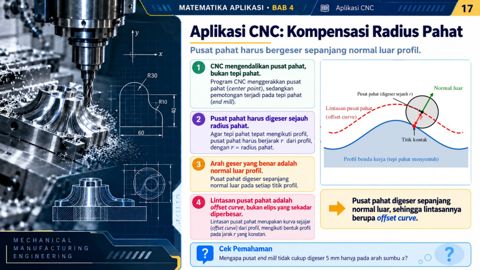 MATEMATIKA APLIKASI • BAB 4
Aplikasi CNC
17
Aplikasi CNC: Kompensasi Radius Pahat
Pusat pahat harus bergeser sepanjang normal luar profil.
1
CNC mengendalikan pusat pahat,
bukan tepi pahat.
Program CNC menggerakkan pusat
pahat (center point), sedangkan
pemotongan terjadi pada tepi pahat
(end mill).
2
Pusat pahat harus digeser sejauh
radius pahat.
Agar tepi pahat tepat mengikuti profil,
pusat pahat harus berjarak r dari profil,
dengan r = radius pahat.
3
Arah geser yang benar adalah
normal luar profil.
Pusat pahat digeser sepanjang
normal luar pada setiap titik profil.
4
Lintasan pusat pahat adalah
offset curve, bukan elips yang sekadar
diperbesar.
Lintasan pusat pahat merupakan kurva sejajar
(offset curve) dari profil, mengikuti bentuk profil
pada jarak r yang konstan.
Normal luar
Pusat pahat (digeser sejauh r)
Lintasan pusat pahat
(offset curve)
r
Titik kontak
Profil benda kerja (tepi pahat menyentuh)
Pusat pahat digeser sepanjang
normal luar, sehingga lintasannya
berupa offset curve.
?
Cek Pemahaman
Mengapa pusat end mill tidak cukup digeser 5 mm hanya pada arah sumbu x?
?
y
x
R30
R10
40
60
MECHANICAL
MANUFACTURING
ENGINEERING